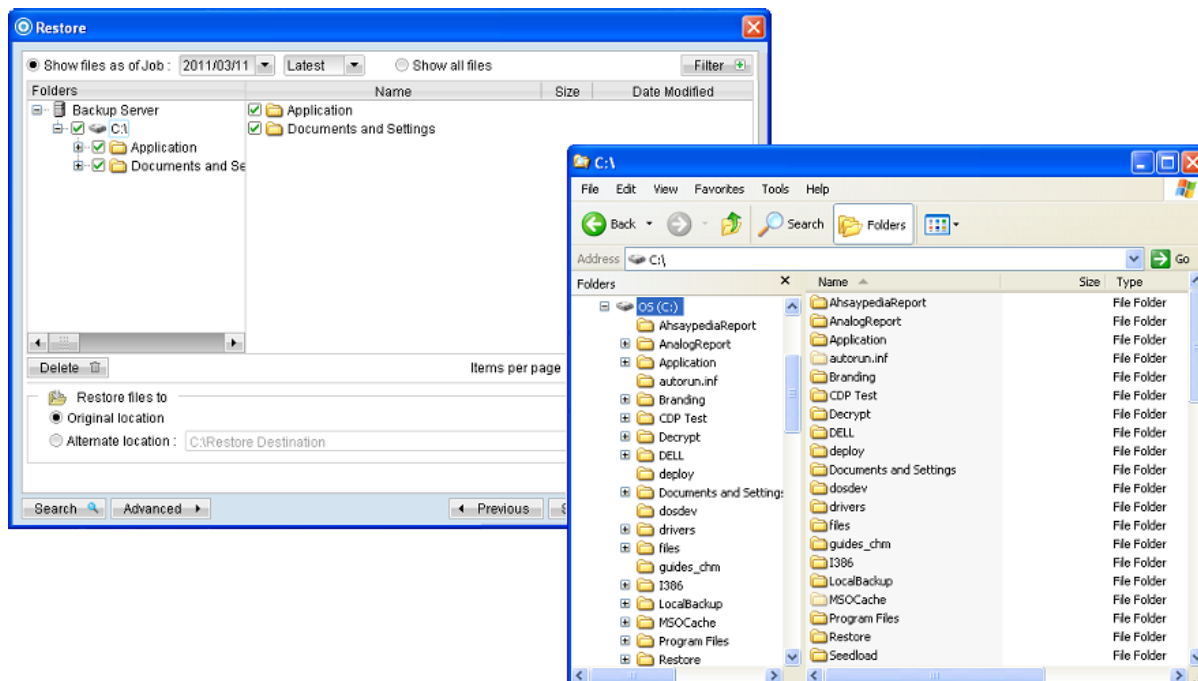 Restore
Show files as of Job : 2011/03/11 Latest Show all files Filter
Folders Name Size Date Modified
Backup Server
C:\
Application
Documents and Se
Application
Documents and Settings
Delete Items per page
Restore files to
Original location
Alternate location : C:\Restore Destination
Search Advanced Previous
C:\
File Edit View Favorites Tools Help
Back Search Folders
Address C:\ Go
Folders Name Size Type
OS (C:)
AhsaypediaReport
AnalogReport
Application
autorun.inf
Branding
CDP Test
Decrypt
DELL
deploy
Documents and Settings
dosdev
drivers
files
guides_chm
I386
LocalBackup
MSOCache
Program Files
Restore
AhsaypediaReport File Folder
AnalogReport File Folder
Application File Folder
autorun.inf File Folder
Branding File Folder
CDP Test File Folder
Decrypt File Folder
DELL File Folder
deploy File Folder
Documents and Settings File Folder
dosdev File Folder
drivers File Folder
files File Folder
guides_chm File Folder
I386 File Folder
LocalBackup File Folder
MSOCache File Folder
Program Files File Folder
Restore File Folder
Seedload File Folder